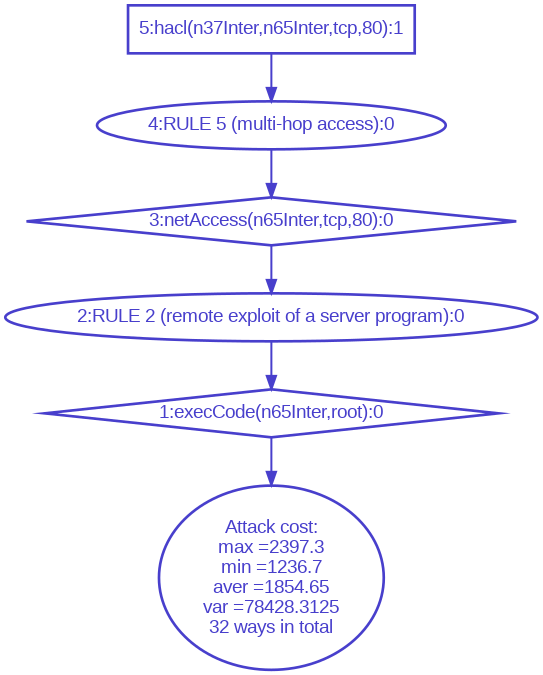 5:hacl(n37Inter,n65Inter,tcp,80):1
4:RULE 5 (multi-hop access):0
3:netAccess(n65Inter,tcp,80):0
2:RULE 2 (remote exploit of a server program):0
1:execCode(n65Inter,root):0
Attack cost:
max =2397.3
min =1236.7
aver =1854.65
var =78428.3125
32 ways in total